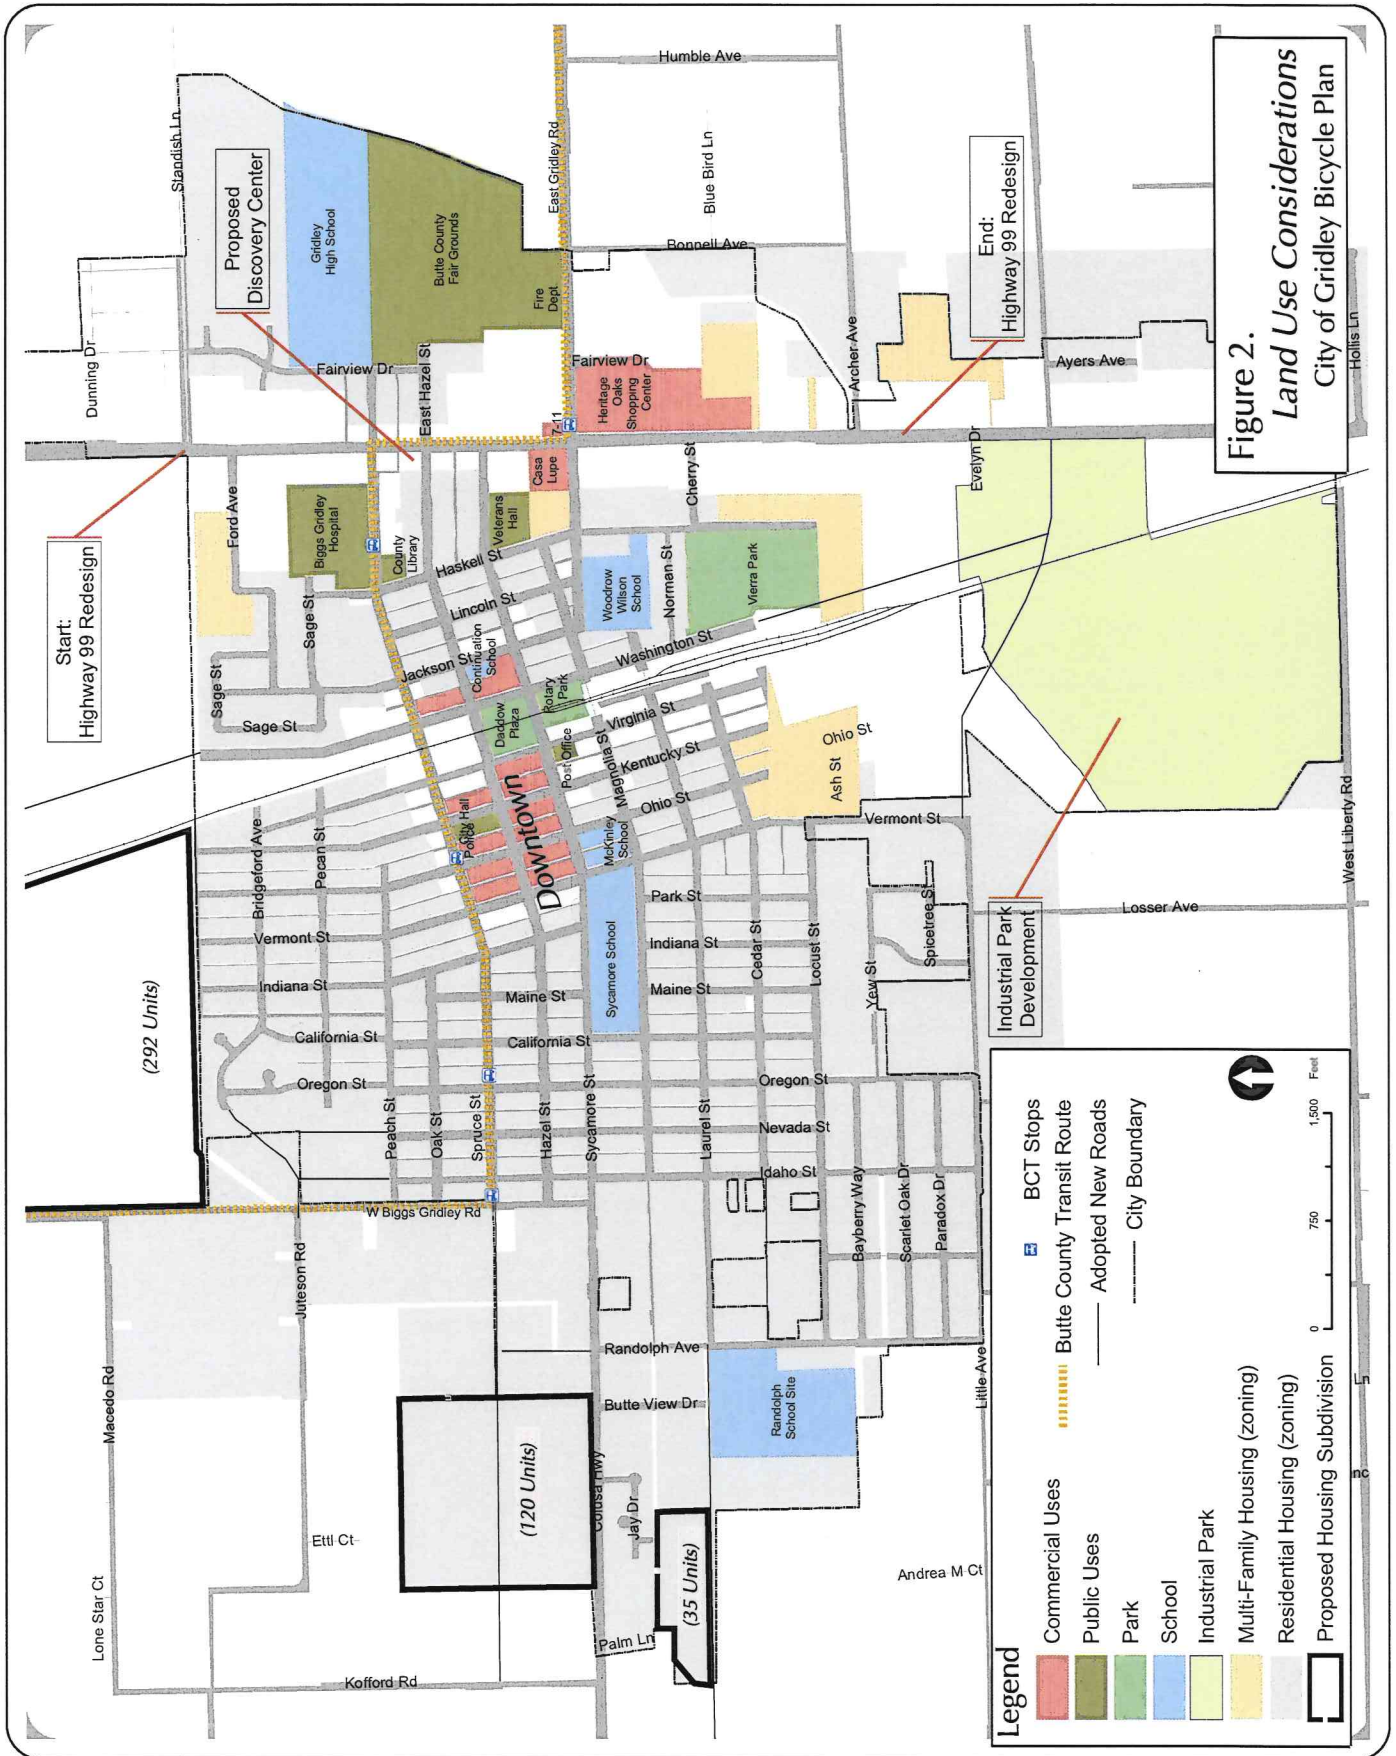 Figure 2.
Land Use Considerations
City of Gridley Bicycle Plan
Start:
Highway 99 Redesign
Proposed
Discovery Center
End:
Highway 99 Redesign
Industrial Park
Development
(292 Units)
(120 Units)
(35 Units)
Downtown
Lone Star Ct
Macedo Rd
Kofford Rd
Ettl Ct
Juteson Rd
W Biggs Gridley Rd
Palm Ln
Jay Dr
Colusa Hwy
Butte View Dr
Randolph Ave
Randolph
School Site
Andrea M Ct
Little Ave
Dunning Dr
Standish Ln
Ford Ave
Sage St
Sage St
Sage St
Bridgeford Ave
Pecan St
Vermont St
Indiana St
California St
Oregon St
Peach St
Oak St
Spruce St
Hazel St
Sycamore St
Maine St
California St
Laurel St
Idaho St
Nevada St
Oregon St
Bayberry Way
Scarlet Oak Dr
Paradox Dr
Park St
Indiana St
Maine St
Cedar St
Locust St
Yew St
Spicetree St
Vermont St
Ash St
Ohio St
Ohio St
Kentucky St
Virginia St
Magnolia St
Washington St
Norman St
Cherry St
Jackson St
Lincoln St
Haskell St
East Hazel St
Fairview Dr
Fairview Dr
East Gridley Rd
Humble Ave
Blue Bird Ln
Bonnell Ave
Archer Ave
Ayers Ave
Evelyn Dr
Hollis Ln
West Liberty Rd
Losser Ave
Ln
nc
Gridley
High School
Butte County
Fair Grounds
Fire
Dept
Heritage
Oaks
Shopping
Center
7-11
Casa
Lupe
Veterans
Hall
Biggs Gridley
Hospital
County
Library
Continuation
School
Woodrow
Wilson
School
Vierra Park
Daddow
Plaza
Rotary
Park
Post Office
City Hall
Police
McKinley
School
Sycamore School
Legend
Commercial Uses
Public Uses
Park
School
Industrial Park
Multi-Family Housing (zoning)
Residential Housing (zoning)
Proposed Housing Subdivision
BCT Stops
Butte County Transit Route
Adopted New Roads
City Boundary
0 750 1,500
Feet